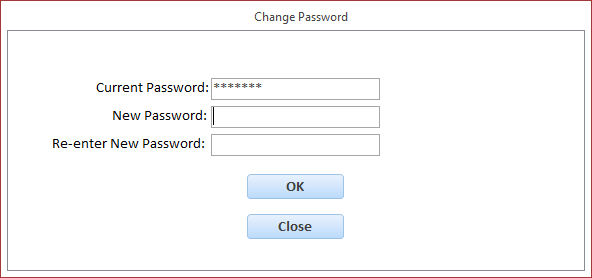 Change Password
Current Password: *******
New Password:
Re-enter New Password:
OK
Close